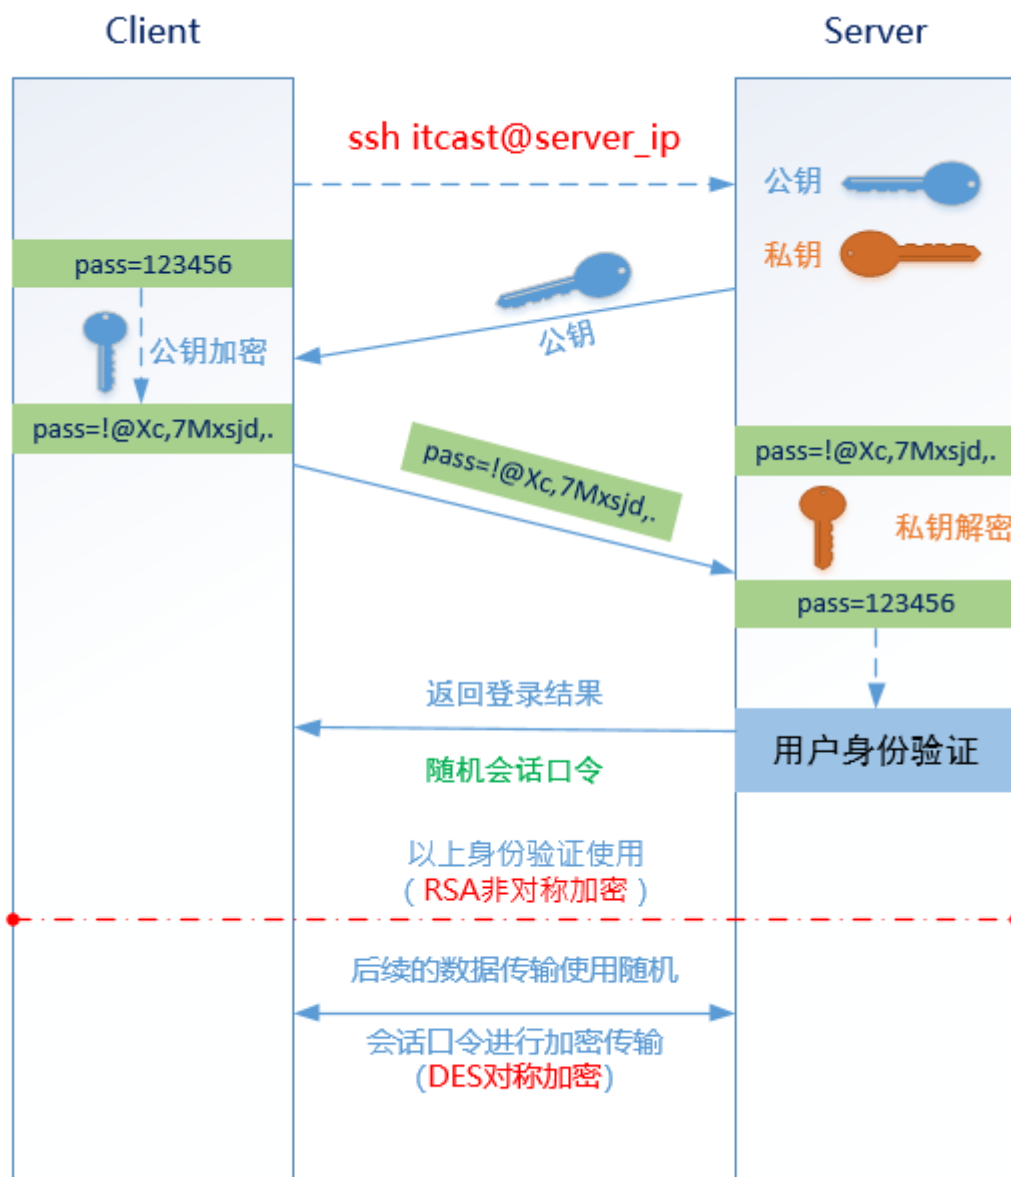 Client
Server
ssh itcast@server_ip
公钥
私钥
pass=123456
公钥
公钥加密
pass=!@Xc,7Mxsjd,.
pass=!@Xc,7Mxsjd,.
pass=!@Xc,7Mxsjd,.
私钥解密
pass=123456
返回登录结果
用户身份验证
随机会话口令
以上身份验证使用
（RSA非对称加密）
后续的数据传输使用随机
会话口令进行加密传输
(DES对称加密)